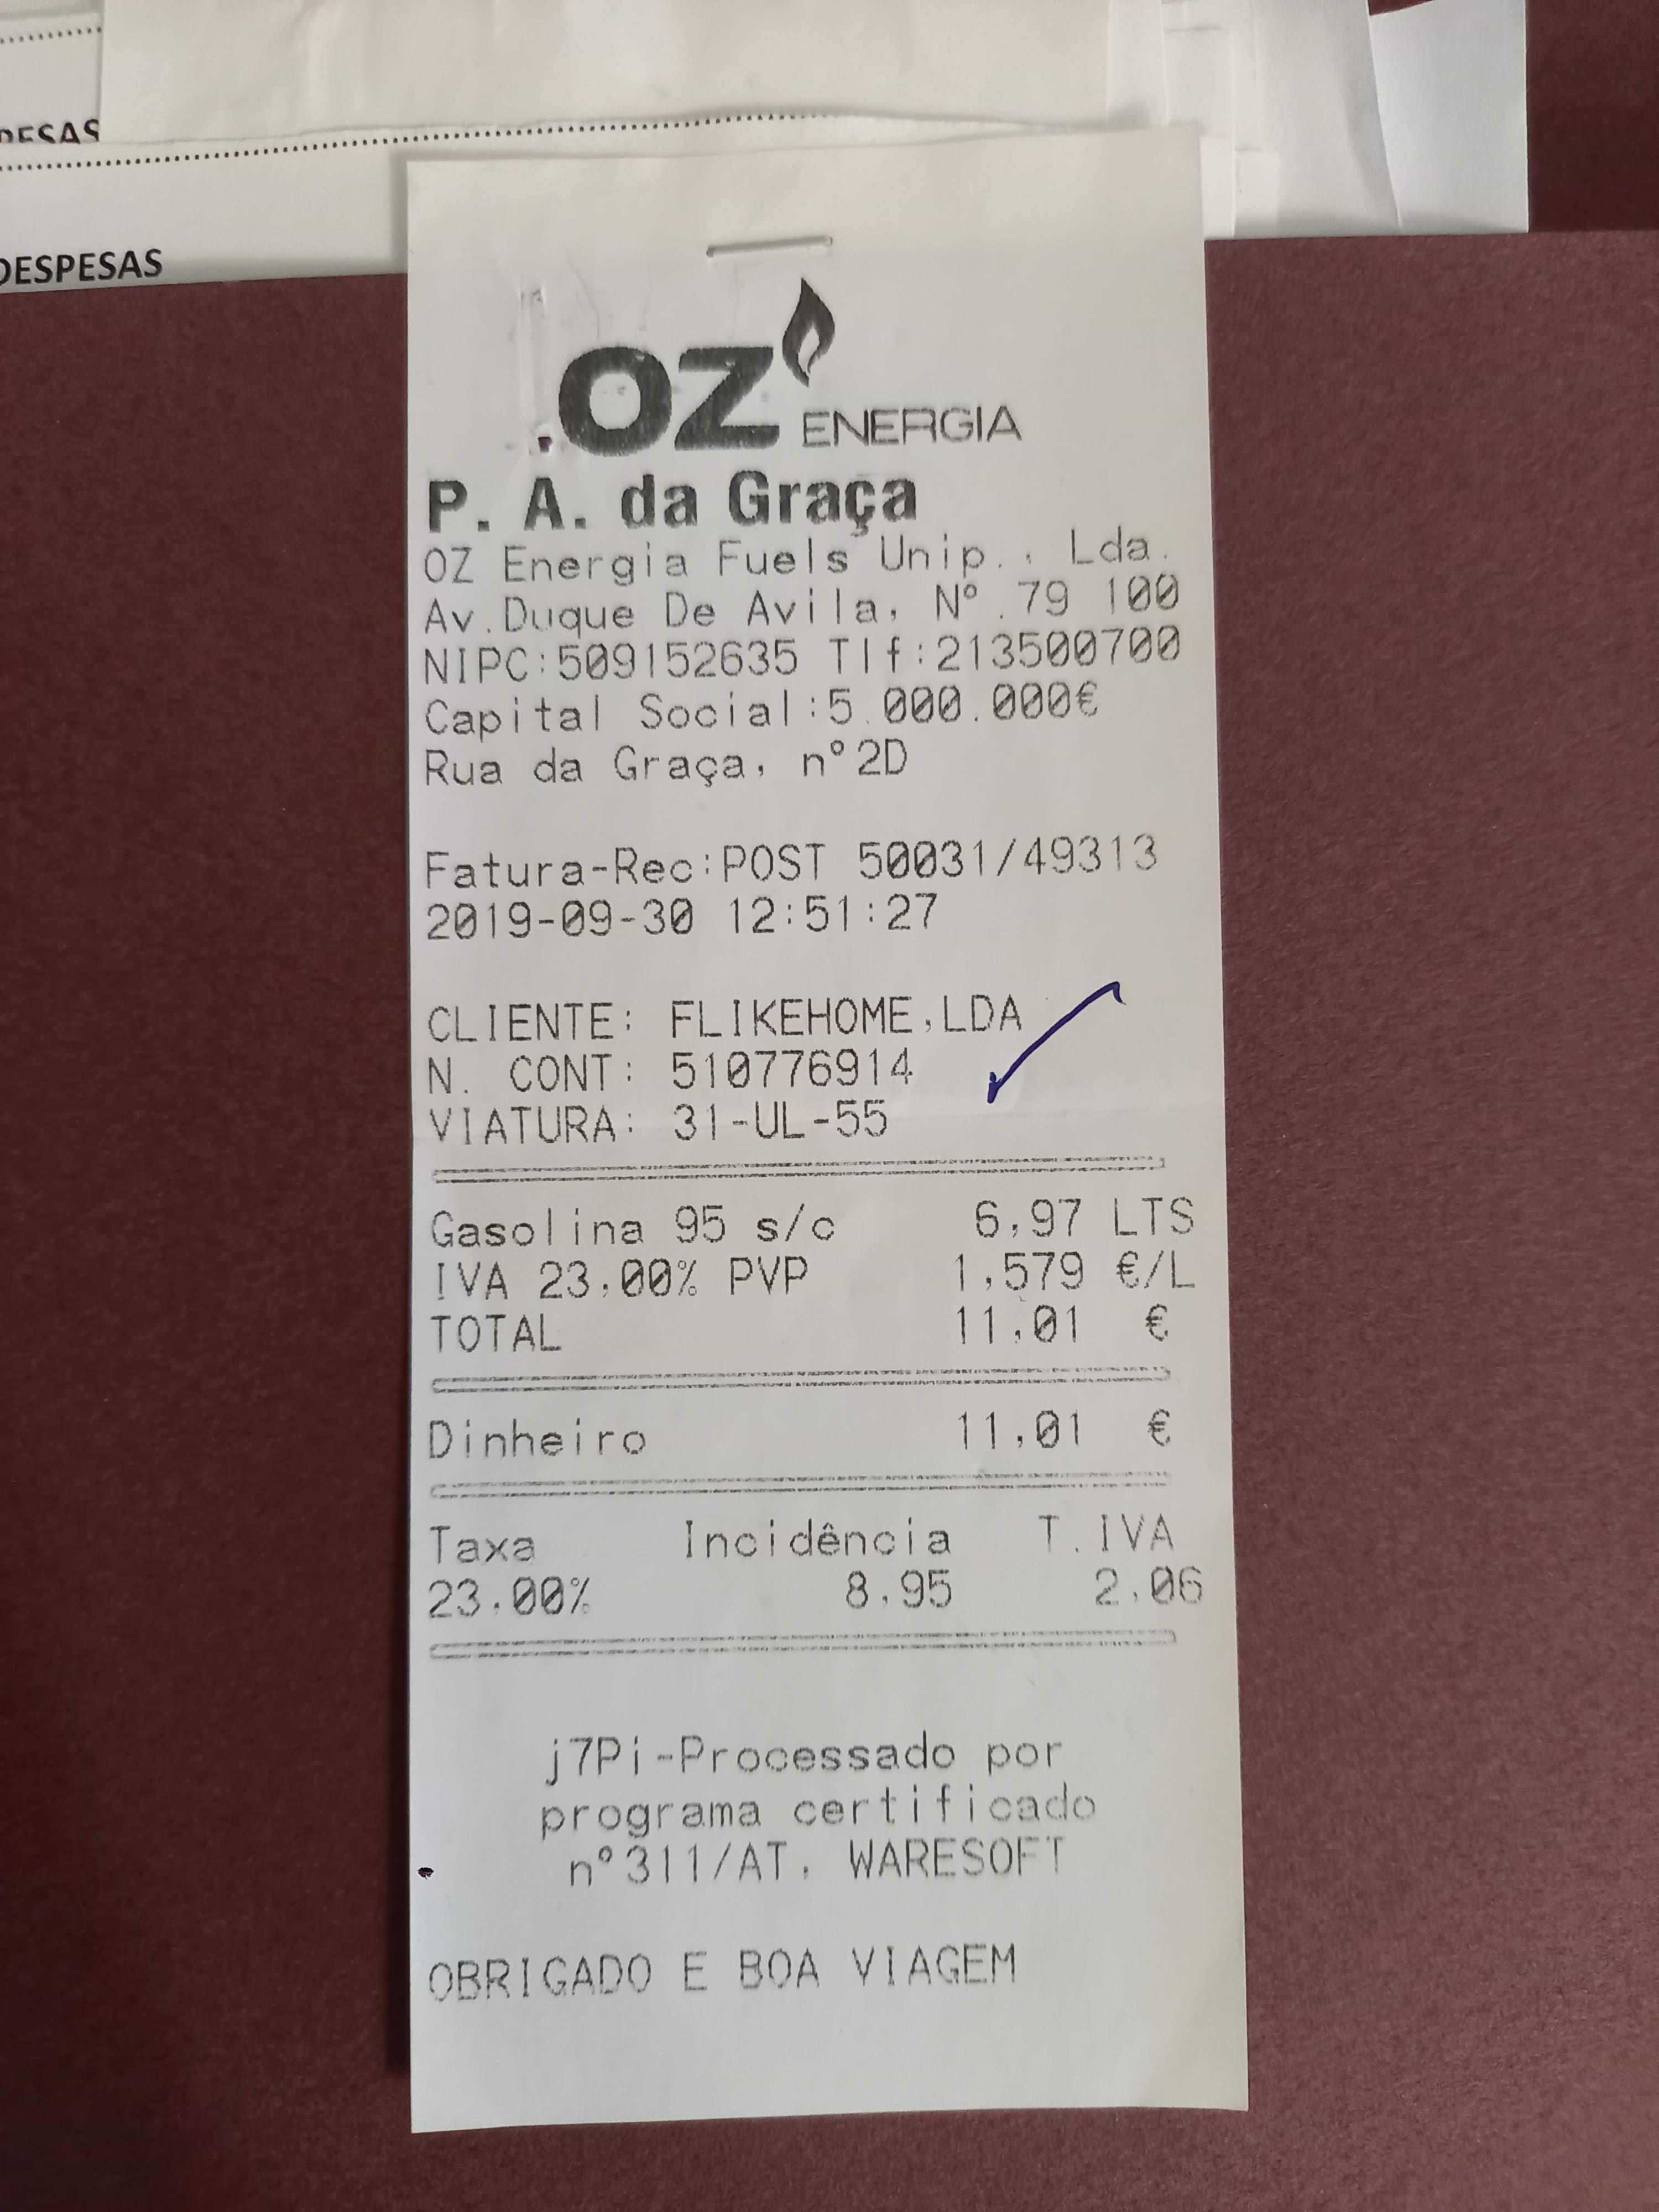 DESPESAS
OZ ENERGIA
P. A. da Graça
OZ Energia Fuels Unip., Lda.
Av.Duque De Avila, Nº.79 100
NIPC:509152635 Tlf:213500700
Capital Social:5.000.000€
Rua da Graça, nº2D
Fatura-Rec:POST 50031/49313
2019-09-30 12:51:27
CLIENTE: FLIKEHOME,LDA
N. CONT: 510776914
VIATURA: 31-UL-55
Gasolina 95 s/c 6,97 LTS
IVA 23,00% PVP 1,579 €/L
TOTAL 11,01 €
Dinheiro 11,01 €
Taxa Incidência T.IVA
23,00% 8,95 2,06
j7Pi-Processado por
programa certificado
nº311/AT, WARESOFT
OBRIGADO E BOA VIAGEM